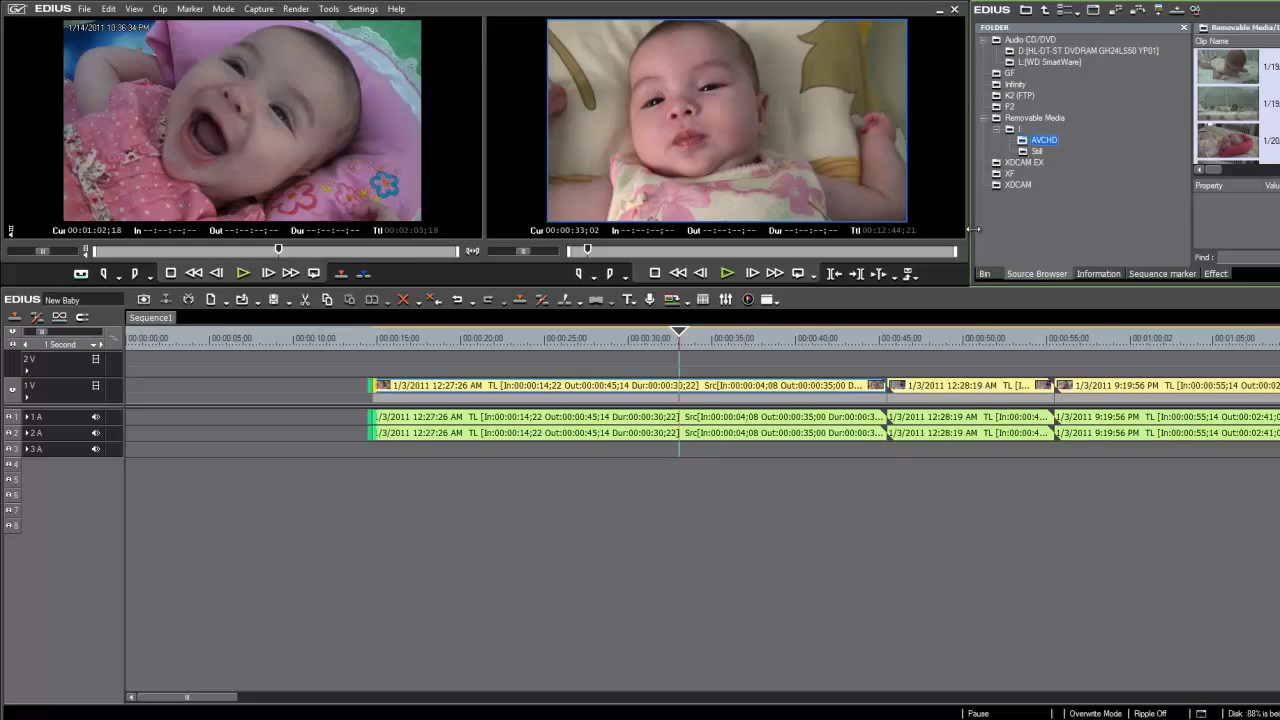 File Edit View Clip Marker Mode Capture Render Tools Settings Help
1/14/2011 10:36:34 PM
Cur 00:01:02;18 In --:--:--;-- Out --:--:--;-- Dur --:--:--;-- Ttl 00:02:03;19
Cur 00:00:33;02 In --:--:--;-- Out --:--:--;-- Dur --:--:--;-- Ttl 00:12:44;21
EDIUS
FOLDER
Audio CD/DVD
D:[HL-DT-ST DVDRAM GH24LS50 YP01]
L:[WD SmartWare]
GF
Infinity
K2 (FTP)
P2
Removable Media
I:
AVCHD
Still
XDCAM EX
XF
XDCAM
Removable Media/I
Clip Name
1/19
1/19
1/20
Property Valu
Find :
Bin Source Browser Information Sequence marker Effect
EDIUS New Baby
Sequence1
1 Second
00:00:00;00 00:00:05;00 00:00:10;00 00:00:15;00 00:00:20;00 00:00:25;00 00:00:30;00 00:00:35;00 00:00:40;00 00:00:45;00 00:00:50;00 00:00:55;00 00:01:00;02 00:01:05;02
2 V
1 V
1/3/2011 12:27:26 AM TL [In:00:00:14;22 Out:00:00:45;14 Dur:00:00:30;22] Src[In:00:00:04;08 Out:00:00:35;00 D...
1/3/2011 12:28:19 AM TL [I...
1/3/2011 9:19:56 PM TL [In:00:00:55;14 Out:00:02
1 A
1/3/2011 12:27:26 AM TL [In:00:00:14;22 Out:00:00:45;14 Dur:00:00:30;22] Src[In:00:00:04;08 Out:00:00:35;00 Dur:00:00:3...
1/3/2011 12:28:19 AM TL [In:00:00:4...
1/3/2011 9:19:56 PM TL [In:00:00:55;14 Out:00:02:41;0
2 A
1/3/2011 12:27:26 AM TL [In:00:00:14;22 Out:00:00:45;14 Dur:00:00:30;22] Src[In:00:00:04;08 Out:00:00:35;00 Dur:00:00:3...
1/3/2011 12:28:19 AM TL [In:00:00:4...
1/3/2011 9:19:56 PM TL [In:00:00:55;14 Out:00:02:41;0
3 A
4
5
6
7
8
Pause Overwrite Mode Ripple Off Disk :88% is bei